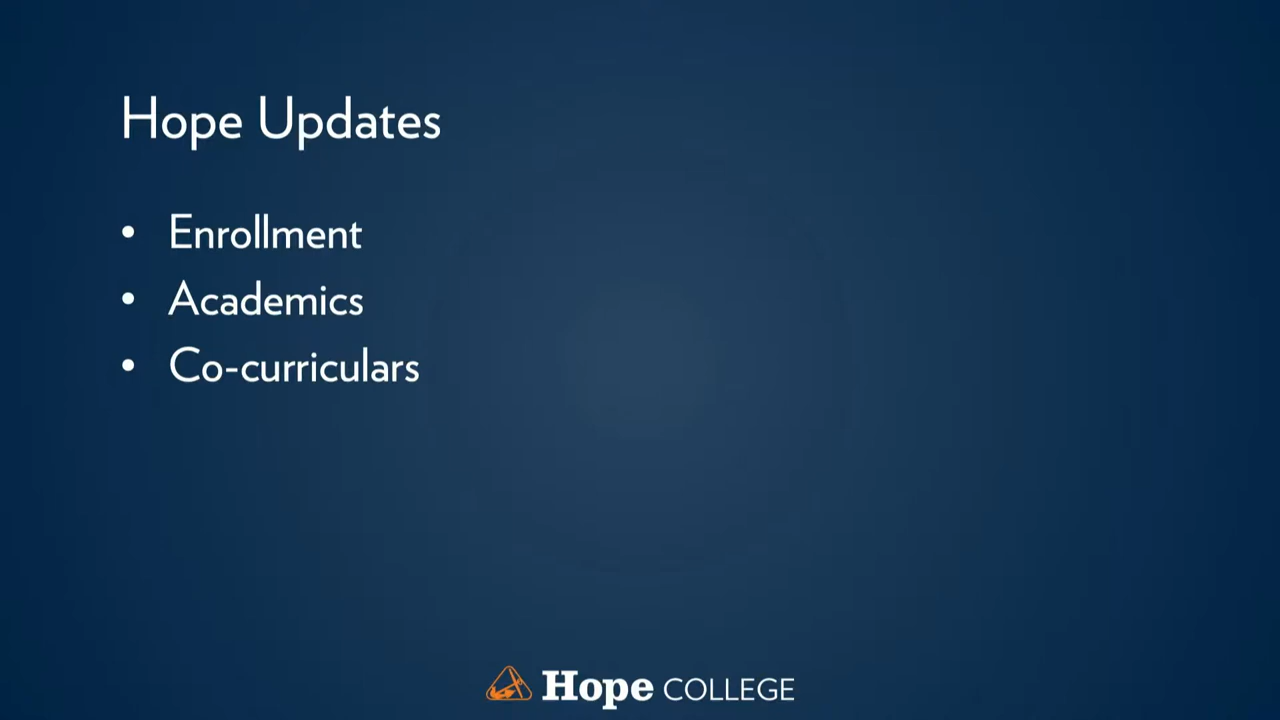 Hope Updates
• Enrollment
• Academics
• Co-curriculars
Hope COLLEGE